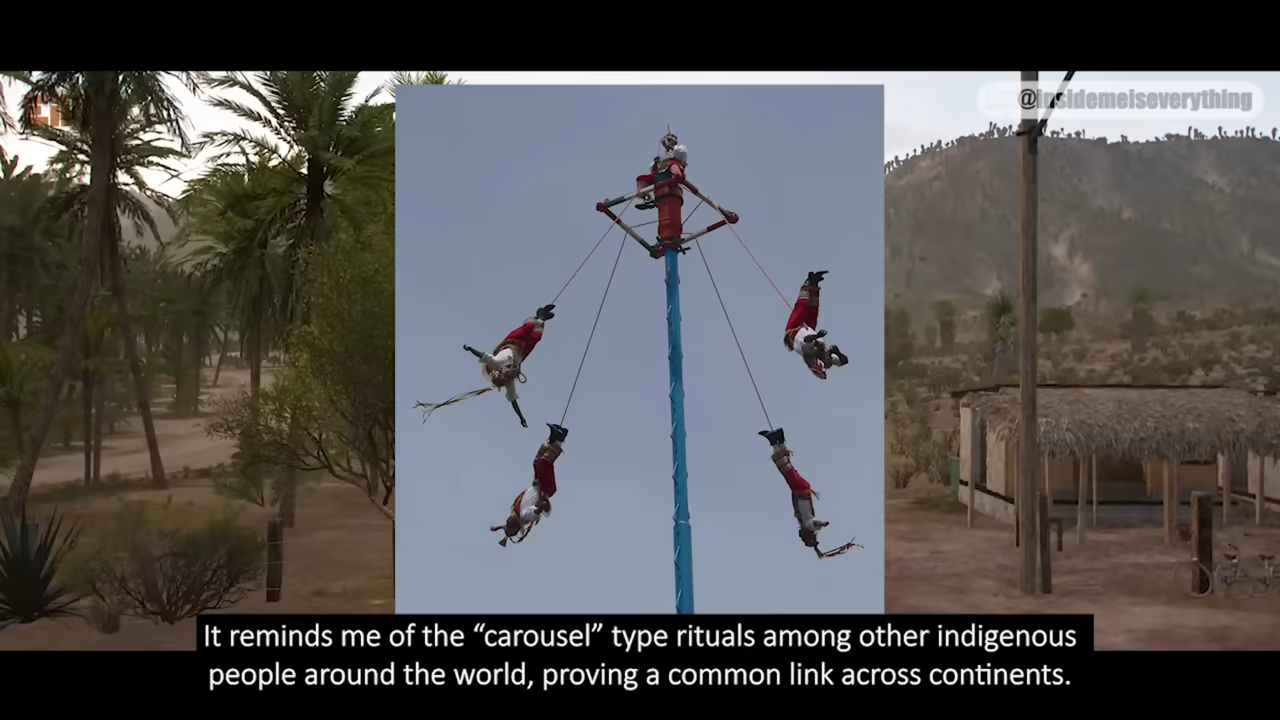 @insidemeiseverything
It reminds me of the “carousel” type rituals among other indigenous
people around the world, proving a common link across continents.